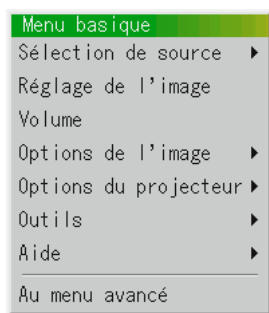 Menu basique
Sélection de source
Réglage de l'image
Volume
Options de l'image
Options du projecteur
Outils
Aide
Au menu avancé